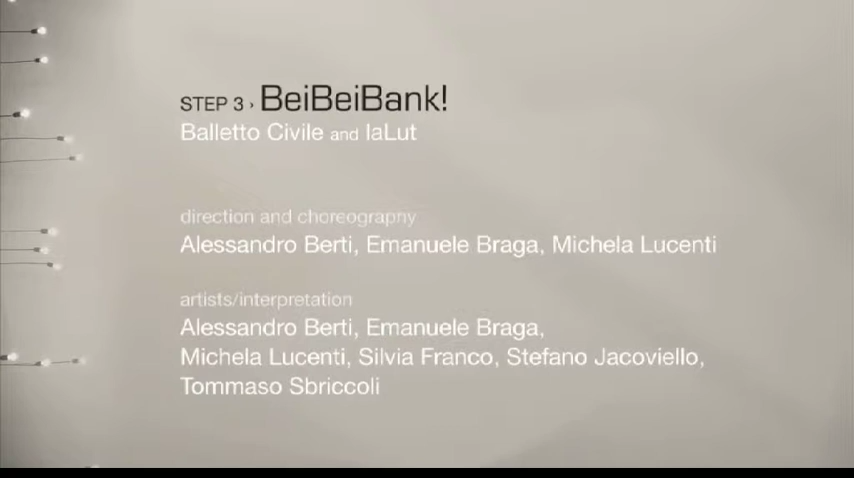 STEP 3 › BeiBeiBank!
Balletto Civile and laLut
direction and choreography
Alessandro Berti, Emanuele Braga, Michela Lucenti
artists/interpretation
Alessandro Berti, Emanuele Braga,
Michela Lucenti, Silvia Franco, Stefano Jacoviello,
Tommaso Sbriccoli